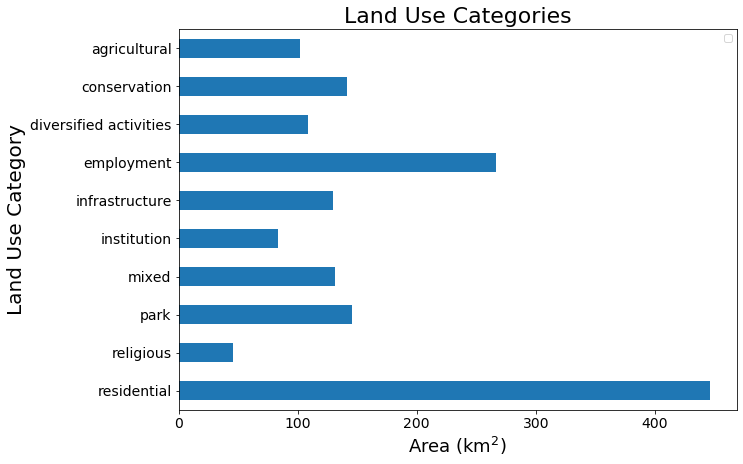 Land Use Categories
Land Use Category
agricultural
conservation
diversified activities
employment
infrastructure
institution
mixed
park
religious
residential
0 100 200 300 400
Area (km²)